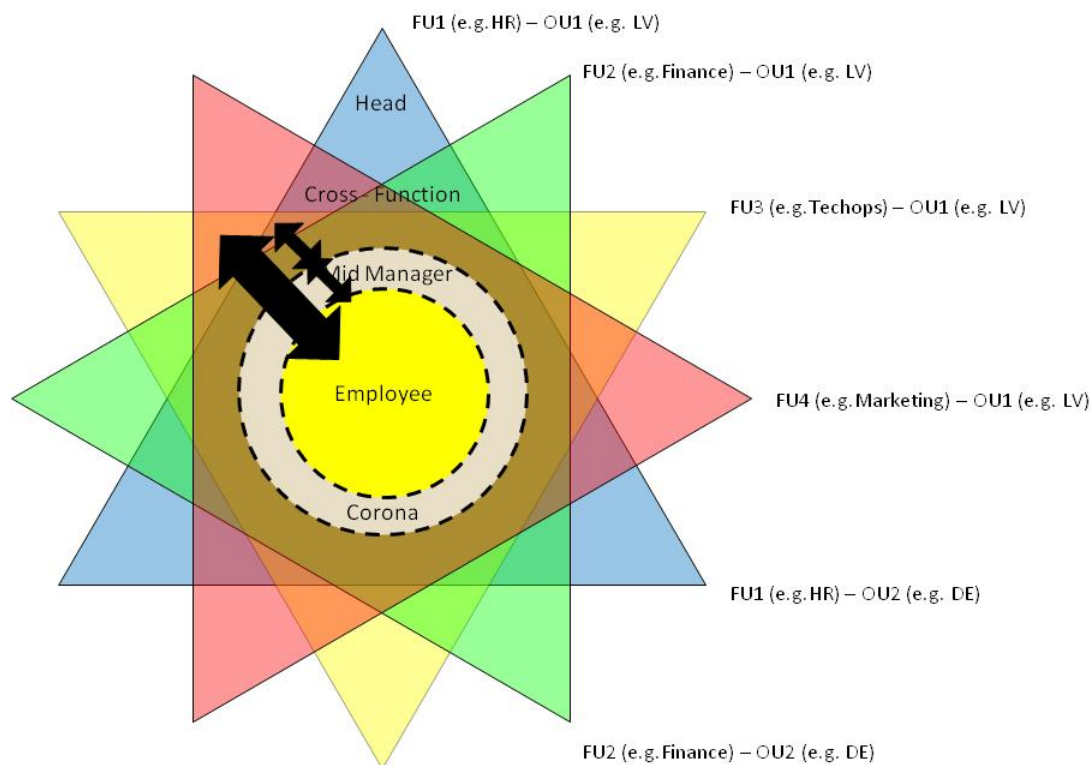 FU1 (e.g. HR) – OU1 (e.g. LV)
FU2 (e.g. Finance) – OU1 (e.g. LV)
Head
Cross - Function
FU3 (e.g. Techops) – OU1 (e.g. LV)
Mid Manager
Employee
FU4 (e.g. Marketing) – OU1 (e.g. LV)
Corona
FU1 (e.g. HR) – OU2 (e.g. DE)
FU2 (e.g. Finance) – OU2 (e.g. DE)